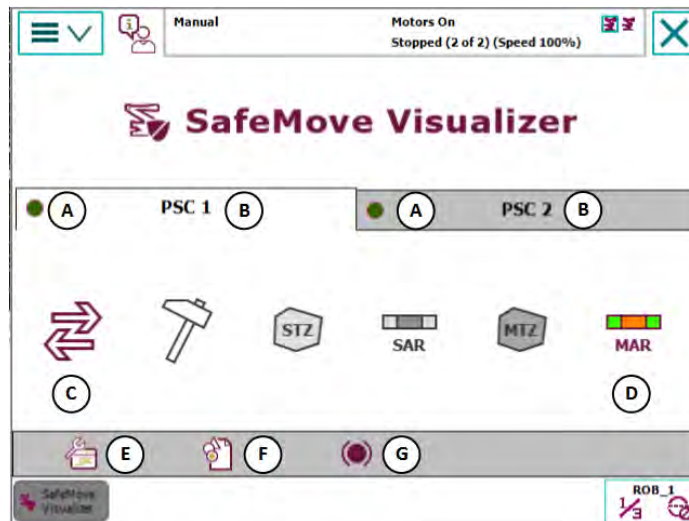 Manual Motors On
Stopped (2 of 2) (Speed 100%)
SafeMove Visualizer
A PSC 1 B A PSC 2 B
STZ SAR MTZ MAR
C D
E F G
SafeMove
Visualizer
ROB_1
1/3